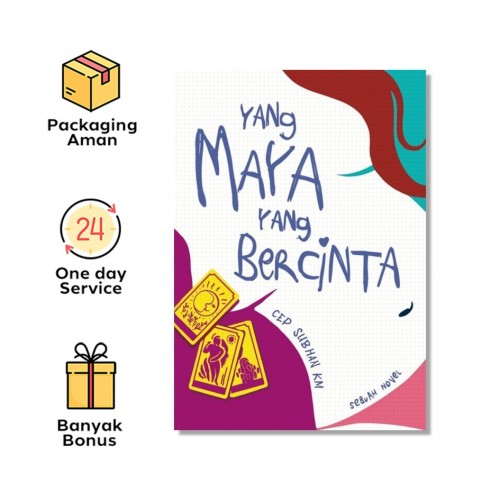 Packaging
Aman
24
One day
Service
Banyak
Bonus
YANg
MAYA
YANg
BERCiNTA
CEP SUBHAN KM
SEBUAH NOVEL